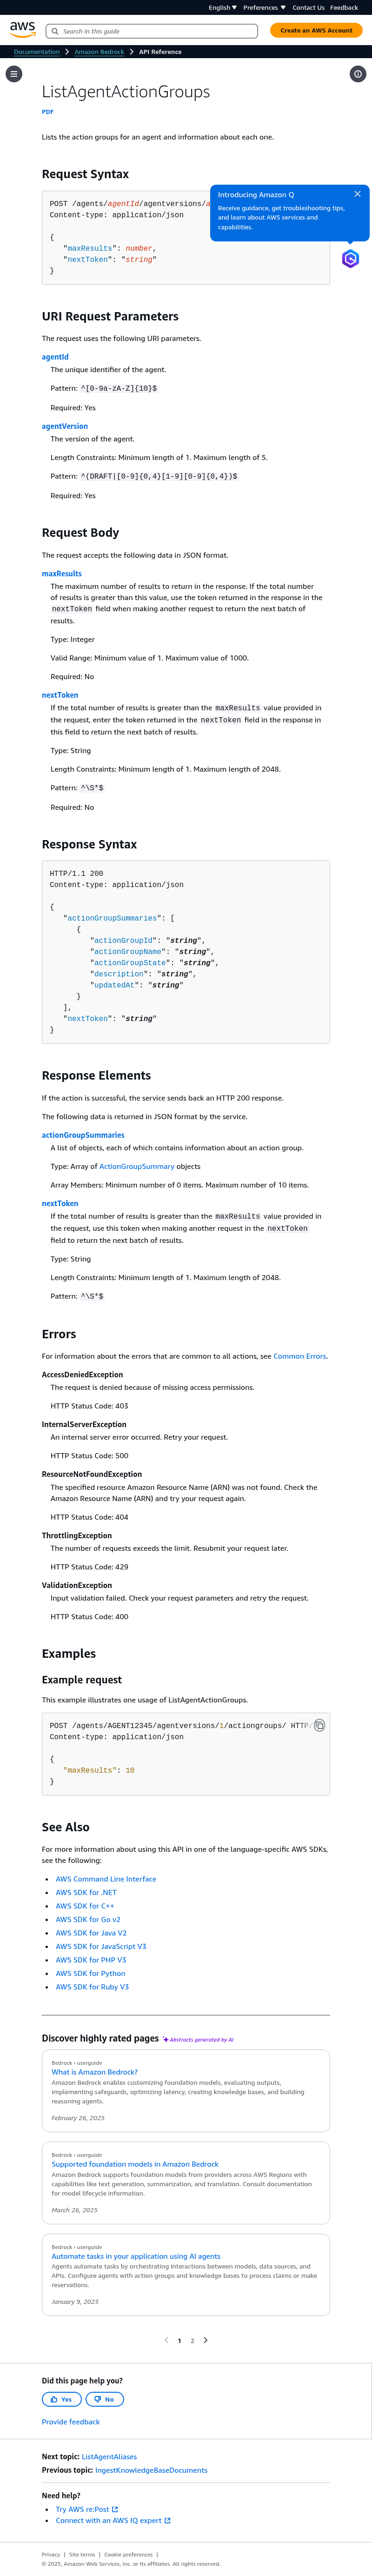 English
Preferences
Contact Us
Feedback
aws
Search in this guide
Create an AWS Account
Documentation
Amazon Bedrock
API Reference
ListAgentActionGroups
PDF
Lists the action groups for an agent and information about each one.
Request Syntax
POST /agents/agentId/agentversions/a
Content-type: application/json
{
"maxResults": number,
"nextToken": "string"
}
Introducing Amazon Q
Receive guidance, get troubleshooting tips,
and learn about AWS services and
capabilities.
URI Request Parameters
The request uses the following URI parameters.
agentId
The unique identifier of the agent.
Pattern: ^[0-9a-zA-Z]{10}$
Required: Yes
agentVersion
The version of the agent.
Length Constraints: Minimum length of 1. Maximum length of 5.
Pattern: ^(DRAFT|[0-9]{0,4}[1-9][0-9]{0,4})$
Required: Yes
Request Body
The request accepts the following data in JSON format.
maxResults
The maximum number of results to return in the response. If the total number
of results is greater than this value, use the token returned in the response in the
nextToken field when making another request to return the next batch of
results.
Type: Integer
Valid Range: Minimum value of 1. Maximum value of 1000.
Required: No
nextToken
If the total number of results is greater than the maxResults value provided in
the request, enter the token returned in the nextToken field in the response in
this field to return the next batch of results.
Type: String
Length Constraints: Minimum length of 1. Maximum length of 2048.
Pattern: ^\S*$
Required: No
Response Syntax
HTTP/1.1 200
Content-type: application/json
{
"actionGroupSummaries": [
{
"actionGroupId": "string",
"actionGroupName": "string",
"actionGroupState": "string",
"description": "string",
"updatedAt": "string"
}
],
"nextToken": "string"
}
Response Elements
If the action is successful, the service sends back an HTTP 200 response.
The following data is returned in JSON format by the service.
actionGroupSummaries
A list of objects, each of which contains information about an action group.
Type: Array of ActionGroupSummary objects
Array Members: Minimum number of 0 items. Maximum number of 10 items.
nextToken
If the total number of results is greater than the maxResults value provided in
the request, use this token when making another request in the nextToken
field to return the next batch of results.
Type: String
Length Constraints: Minimum length of 1. Maximum length of 2048.
Pattern: ^\S*$
Errors
For information about the errors that are common to all actions, see Common Errors.
AccessDeniedException
The request is denied because of missing access permissions.
HTTP Status Code: 403
InternalServerException
An internal server error occurred. Retry your request.
HTTP Status Code: 500
ResourceNotFoundException
The specified resource Amazon Resource Name (ARN) was not found. Check the
Amazon Resource Name (ARN) and try your request again.
HTTP Status Code: 404
ThrottlingException
The number of requests exceeds the limit. Resubmit your request later.
HTTP Status Code: 429
ValidationException
Input validation failed. Check your request parameters and retry the request.
HTTP Status Code: 400
Examples
Example request
This example illustrates one usage of ListAgentActionGroups.
POST /agents/AGENT12345/agentversions/1/actiongroups/ HTTP/
Content-type: application/json
{
"maxResults": 10
}
See Also
For more information about using this API in one of the language-specific AWS SDKs,
see the following:
AWS Command Line Interface
AWS SDK for .NET
AWS SDK for C++
AWS SDK for Go v2
AWS SDK for Java V2
AWS SDK for JavaScript V3
AWS SDK for PHP V3
AWS SDK for Python
AWS SDK for Ruby V3
Discover highly rated pages Abstracts generated by AI
Bedrock › userguide
What is Amazon Bedrock?
Amazon Bedrock enables customizing foundation models, evaluating outputs,
implementing safeguards, optimizing latency, creating knowledge bases, and building
reasoning agents.
February 26, 2025
Bedrock › userguide
Supported foundation models in Amazon Bedrock
Amazon Bedrock supports foundation models from providers across AWS Regions with
capabilities like text generation, summarization, and translation. Consult documentation
for model lifecycle information.
March 26, 2025
Bedrock › userguide
Automate tasks in your application using AI agents
Agents automate tasks by orchestrating interactions between models, data sources, and
APIs. Configure agents with action groups and knowledge bases to process claims or make
reservations.
January 9, 2025
1 2
Did this page help you?
Yes
No
Provide feedback
Next topic: ListAgentAliases
Previous topic: IngestKnowledgeBaseDocuments
Need help?
Try AWS re:Post
Connect with an AWS IQ expert
Privacy | Site terms | Cookie preferences |
© 2025, Amazon Web Services, Inc. or its affiliates. All rights reserved.